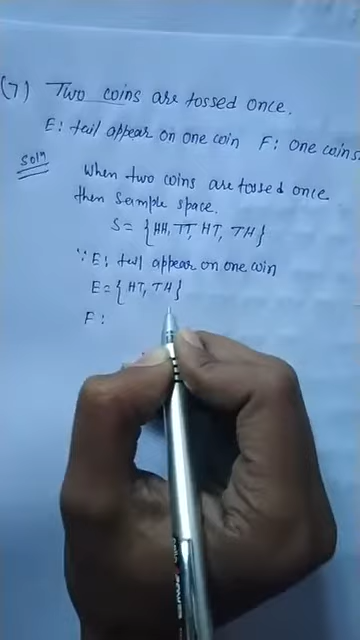 (7) Two coins are tossed once.
E: tail appear on one coin F: one coins
Soln
when two coins are tossed once
then sample space.
S = {HH, TT, HT, TH}
∵ E: tail appear on one coin
E = {HT, TH}
F: